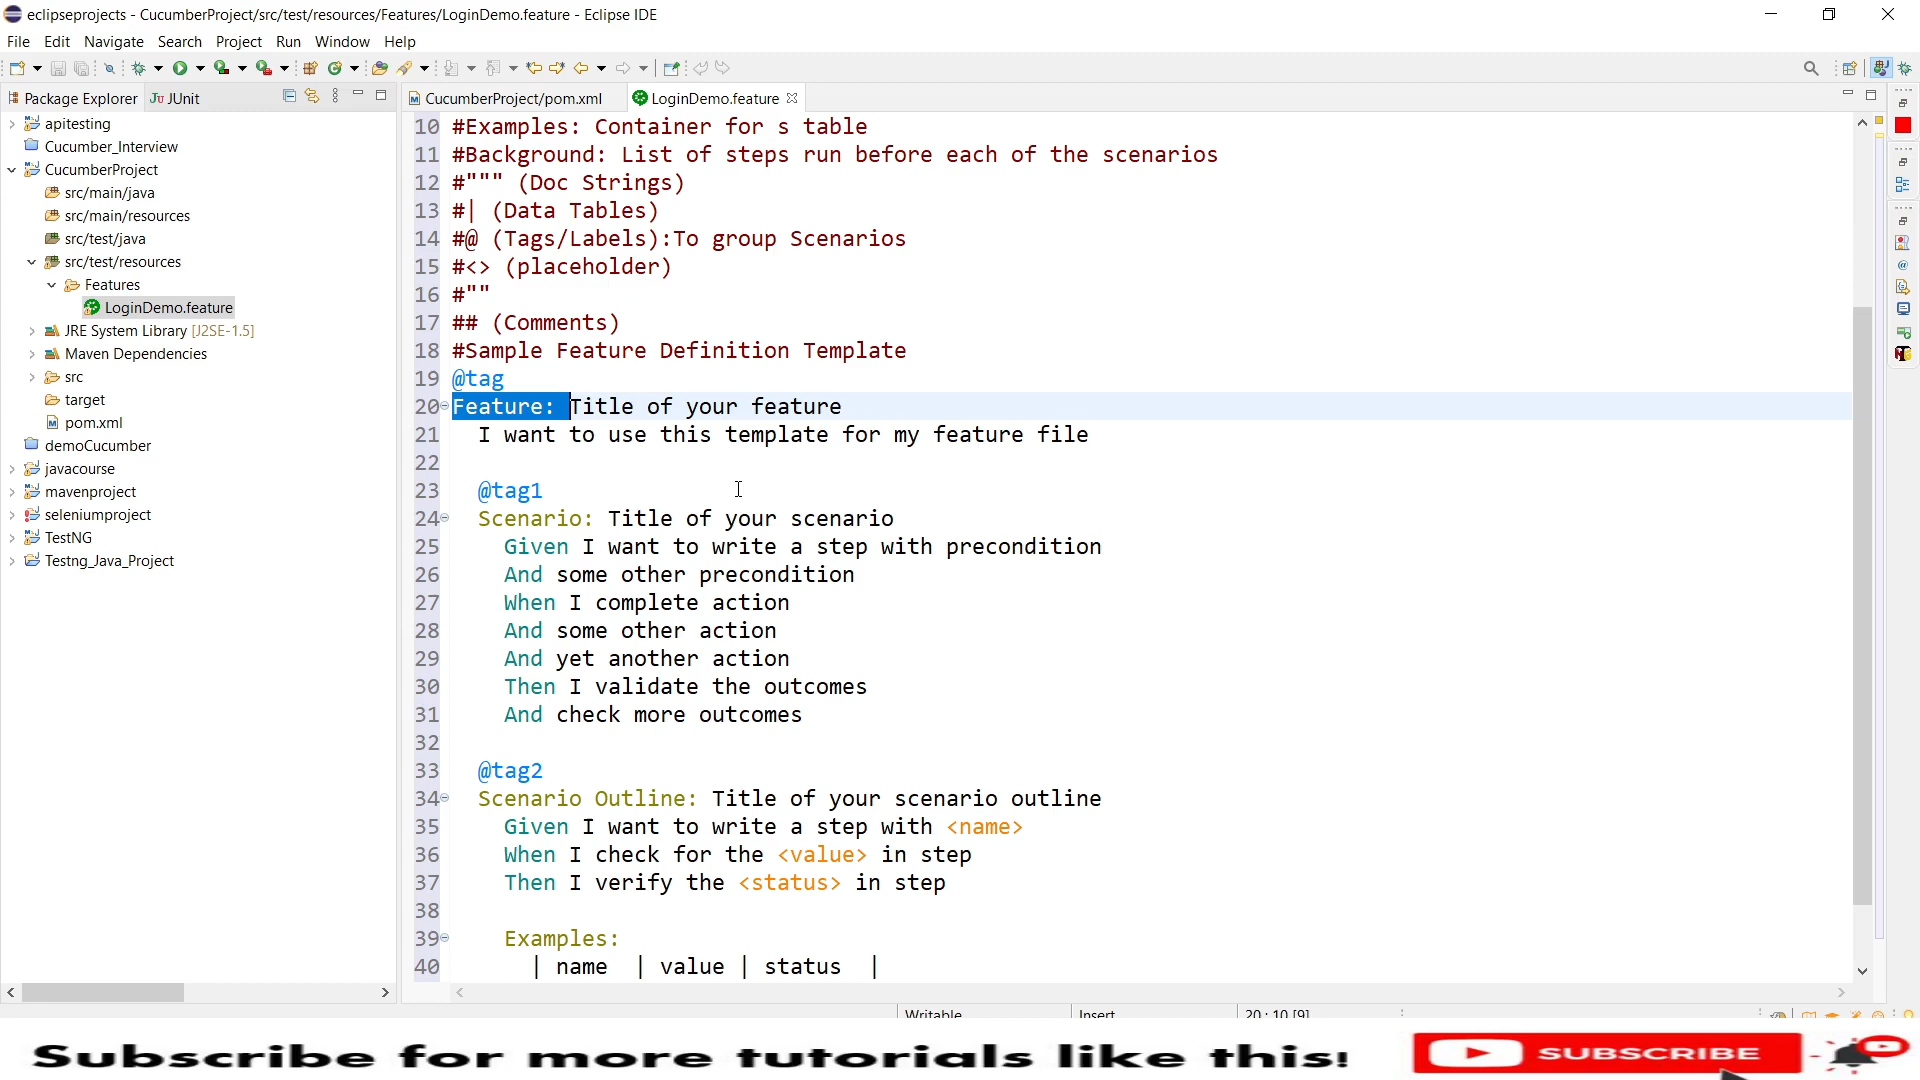 eclipseprojects - CucumberProject/src/test/resources/Features/LoginDemo.feature - Eclipse IDE
File Edit Navigate Search Project Run Window Help
Package Explorer
JUnit
apitesting
Cucumber_Interview
CucumberProject
src/main/java
src/main/resources
src/test/java
src/test/resources
Features
LoginDemo.feature
JRE System Library [J2SE-1.5]
Maven Dependencies
src
target
pom.xml
demoCucumber
javacourse
mavenproject
seleniumproject
TestNG
Testng_Java_Project
CucumberProject/pom.xml
LoginDemo.feature
10 #Examples: Container for s table
11 #Background: List of steps run before each of the scenarios
12 #""" (Doc Strings)
13 #| (Data Tables)
14 #@ (Tags/Labels):To group Scenarios
15 #<> (placeholder)
16 #""
17 ## (Comments)
18 #Sample Feature Definition Template
19 @tag
20 Feature: Title of your feature
21 I want to use this template for my feature file
22
23 @tag1
24 Scenario: Title of your scenario
25 Given I want to write a step with precondition
26 And some other precondition
27 When I complete action
28 And some other action
29 And yet another action
30 Then I validate the outcomes
31 And check more outcomes
32
33 @tag2
34 Scenario Outline: Title of your scenario outline
35 Given I want to write a step with <name>
36 When I check for the <value> in step
37 Then I verify the <status> in step
38
39 Examples:
40 | name | value | status |
Writable Insert 20 : 10 [9]
Subscribe for more tutorials like this!
SUBSCRIBE